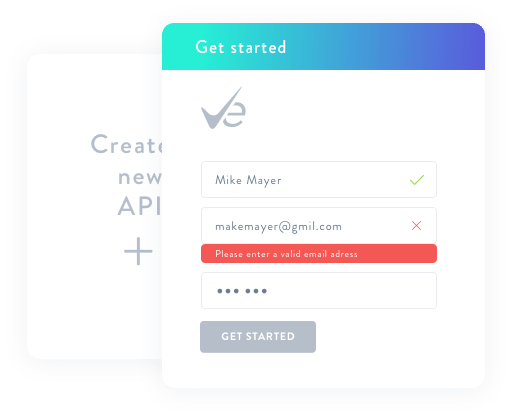 Get started
Create
new
API
Mike Mayer
makemayer@gmil.com
Please enter a valid email adress
GET STARTED